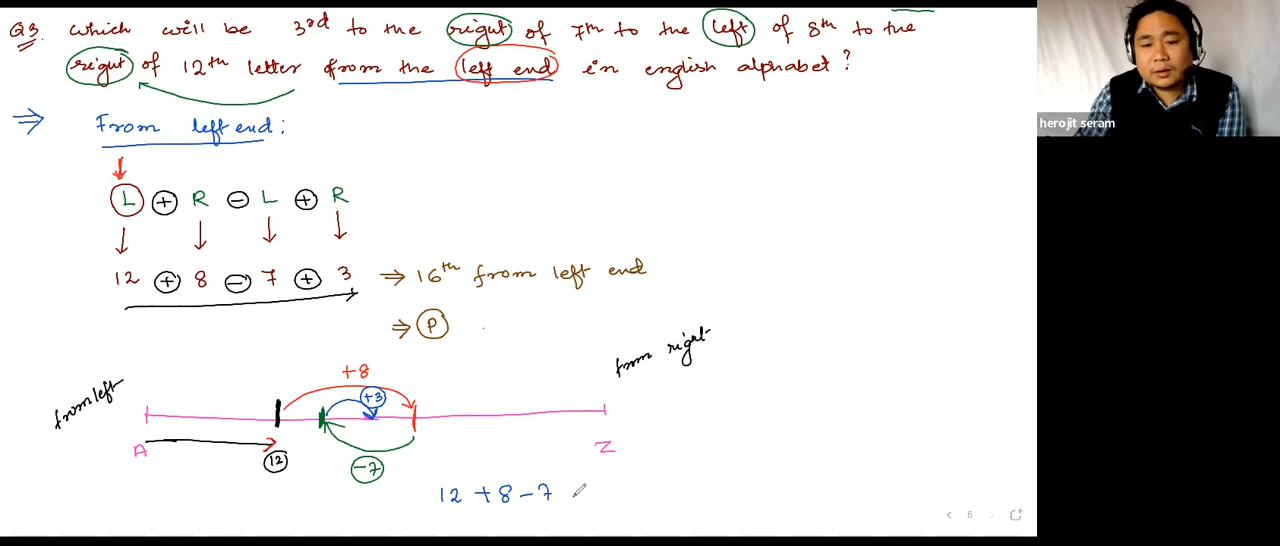 Q3. Which will be 3rd to the right of 7th to the left of 8th to the
right of 12th letter from the left end in english alphabet?
⇒ From left end:
L + R - L + R
12 + 8 - 7 + 3 ⇒ 16th from left end
⇒ P
from left
from right
+8
+3
A
12
-7
Z
12 + 8 - 7
herojit seram
6